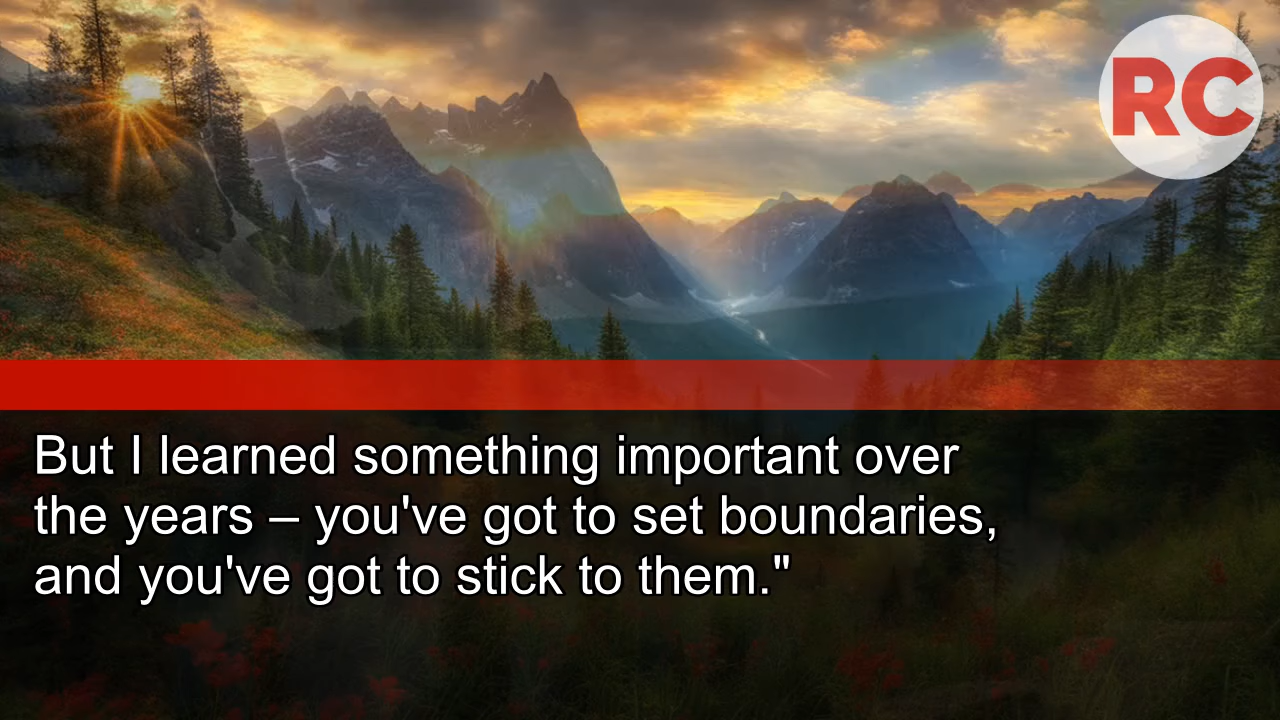 RC
But I learned something important over
the years – you've got to set boundaries,
and you've got to stick to them."